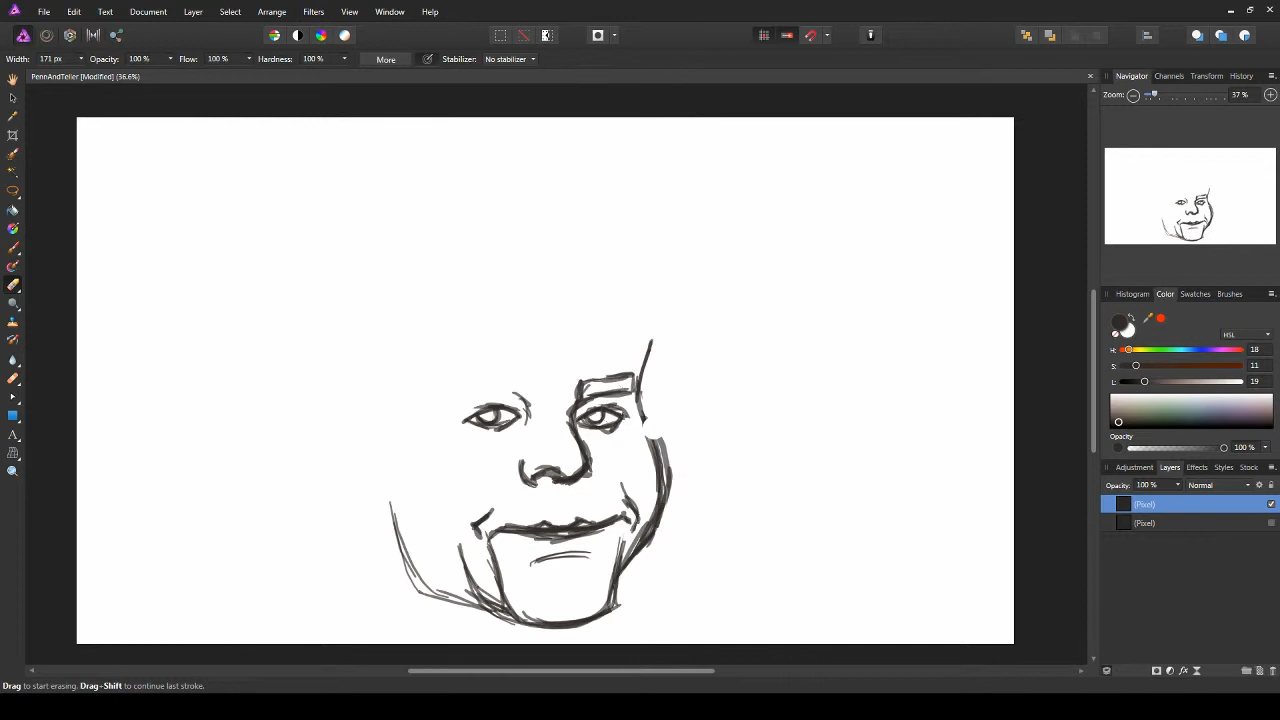 File Edit Text Document Layer Select Arrange Filters View Window Help
Width: 171 px Opacity: 100 % Flow: 100 % Hardness: 100 % More Stabilizer: No stabilizer
PennAndTeller [Modified] (36.6%)
Navigator Channels Transform History
Zoom: 37 %
Histogram Color Swatches Brushes
HSL
H: 18
S: 11
L: 19
Opacity
100 %
Adjustment Layers Effects Styles Stock
Opacity: 100 % Normal
(Pixel)
(Pixel)
Drag to start erasing. Drag+Shift to continue last stroke.